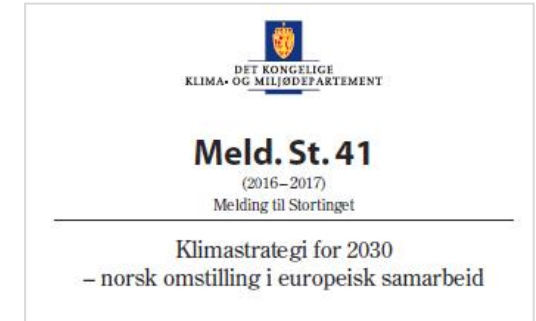 DET KONGELIGE
KLIMA- OG MILJØDEPARTEMENT
Meld. St. 41
(2016–2017)
Melding til Stortinget
Klimastrategi for 2030
– norsk omstilling i europeisk samarbeid